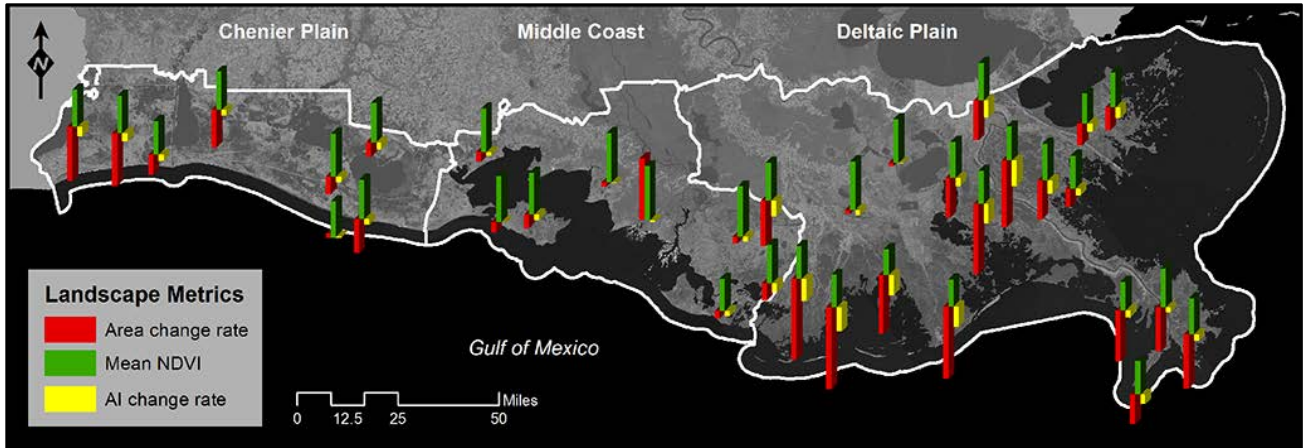 Chenier Plain Middle Coast Deltaic Plain
N
Landscape Metrics
Area change rate
Mean NDVI
AI change rate
Gulf of Mexico
Miles
0 12.5 25 50